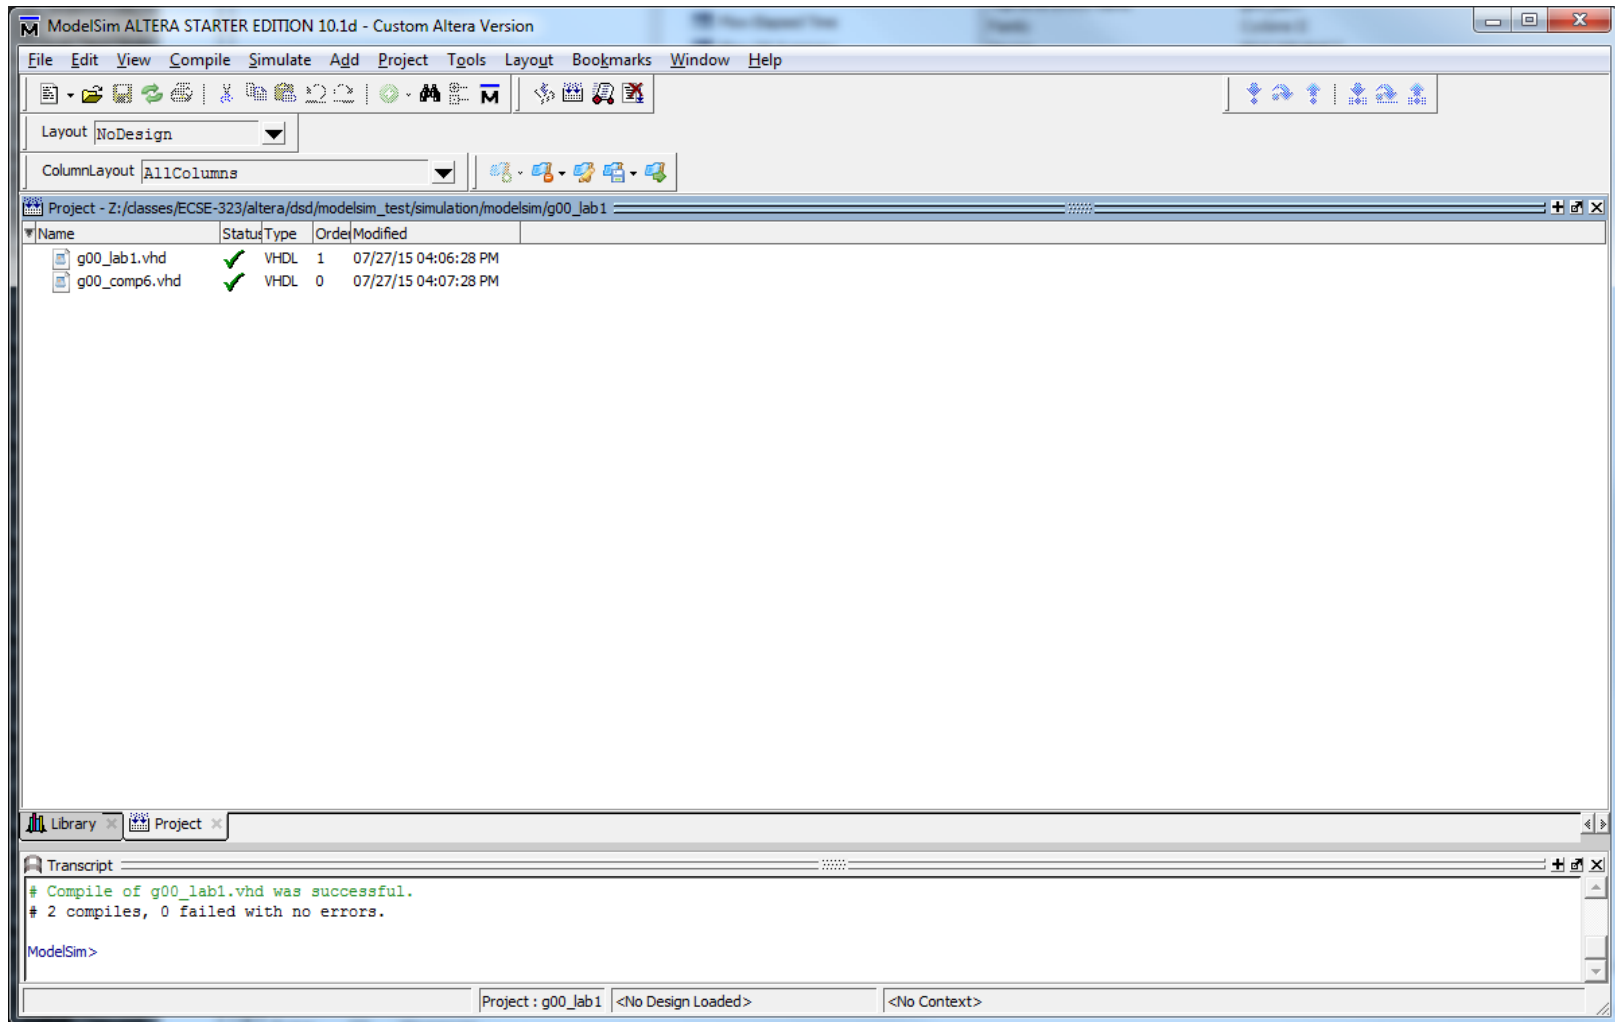 ModelSim ALTERA STARTER EDITION 10.1d - Custom Altera Version
File Edit View Compile Simulate Add Project Tools Layout Bookmarks Window Help
Layout NoDesign
ColumnLayout AllColumns
Project - Z:/classes/ECSE-323/altera/dsd/modelsim_test/simulation/modelsim/g00_lab1
Name Status Type Order Modified
g00_lab1.vhd VHDL 1 07/27/15 04:06:28 PM
g00_comp6.vhd VHDL 0 07/27/15 04:07:28 PM
Library Project
Transcript
# Compile of g00_lab1.vhd was successful.
# 2 compiles, 0 failed with no errors.
ModelSim>
Project : g00_lab1 <No Design Loaded> <No Context>